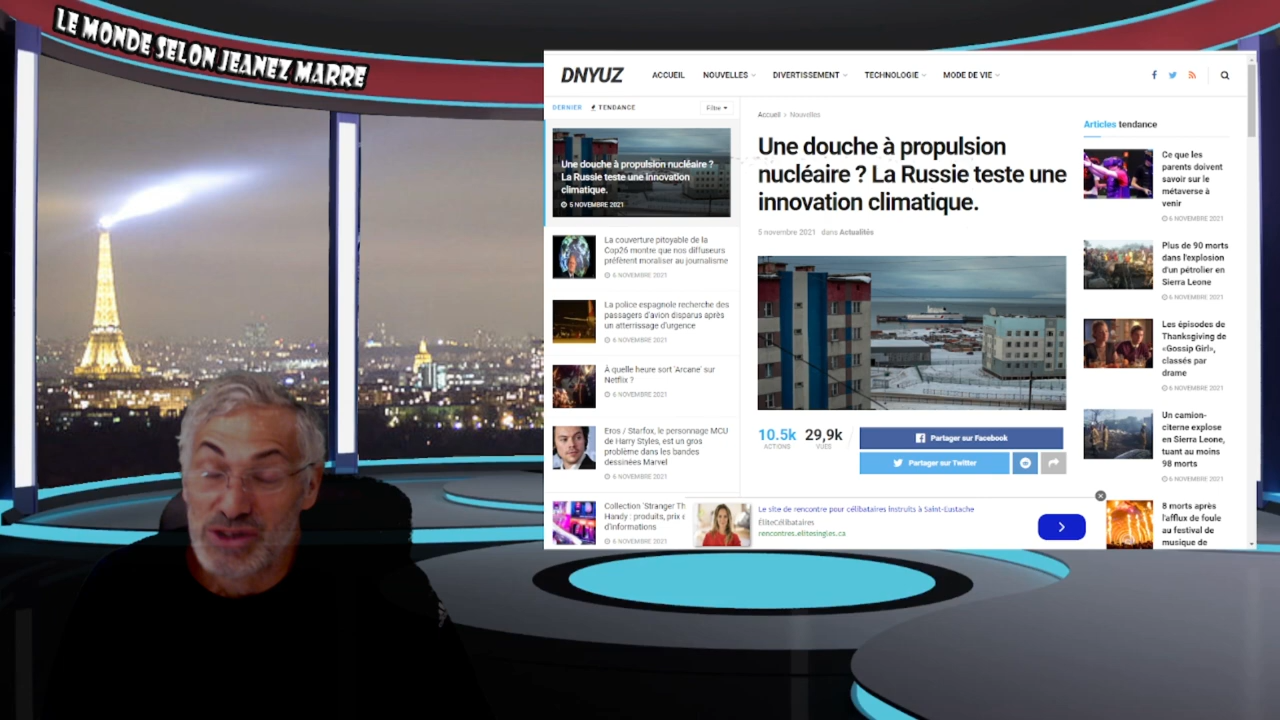 LE MONDE SELON JEANEZ MARRE
DNYUZ
ACCUEIL
NOUVELLES
DIVERTISSEMENT
TECHNOLOGIE
MODE DE VIE
DERNIER
TENDANCE
Filtre
Une douche à propulsion nucléaire ?
La Russie teste une innovation
climatique.
5 NOVEMBRE 2021
La couverture pitoyable de la
Cop26 montre que nos diffuseurs
préfèrent moraliser au journalisme
6 NOVEMBRE 2021
La police espagnole recherche des
passagers d'avion disparus après
un atterrissage d'urgence
6 NOVEMBRE 2021
À quelle heure sort 'Arcane' sur
Netflix ?
6 NOVEMBRE 2021
Eros / Starfox, le personnage MCU
de Harry Styles, est un gros
problème dans les bandes
dessinées Marvel
6 NOVEMBRE 2021
Collection 'Stranger Th
Handy : produits, prix e
d'informations
6 NOVEMBRE 2021
Accueil > Nouvelles
Une douche à propulsion
nucléaire ? La Russie teste une
innovation climatique.
5 novembre 2021 dans Actualités
10.5k
ACTIONS
29,9k
VUES
Partager sur Facebook
Partager sur Twitter
Le site de rencontre pour célibataires instruits à Saint-Eustache
ÉliteCélibataires
rencontres.elitesingles.ca
Articles tendance
Ce que les
parents doivent
savoir sur le
métaverse à
venir
6 NOVEMBRE 2021
Plus de 90 morts
dans l'explosion
d'un pétrolier en
Sierra Leone
6 NOVEMBRE 2021
Les épisodes de
Thanksgiving de
«Gossip Girl»,
classés par
drame
6 NOVEMBRE 2021
Un camion-
citerne explose
en Sierra Leone,
tuant au moins
98 morts
6 NOVEMBRE 2021
8 morts après
l'afflux de foule
au festival de
musique de